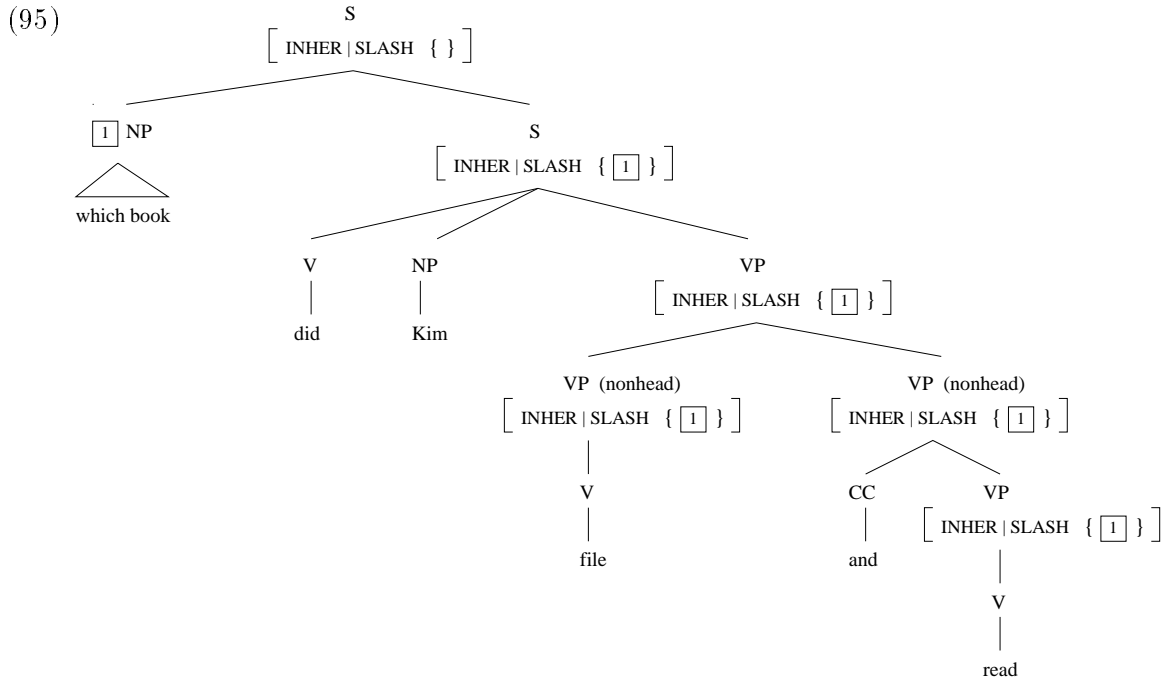 (95)
S
[ INHER | SLASH { } ]
1 NP
S
[ INHER | SLASH { 1 } ]
which book
V NP VP
[ INHER | SLASH { 1 } ]
did Kim
VP (nonhead) VP (nonhead)
[ INHER | SLASH { 1 } ] [ INHER | SLASH { 1 } ]
V CC VP
[ INHER | SLASH { 1 } ]
file and
V
read